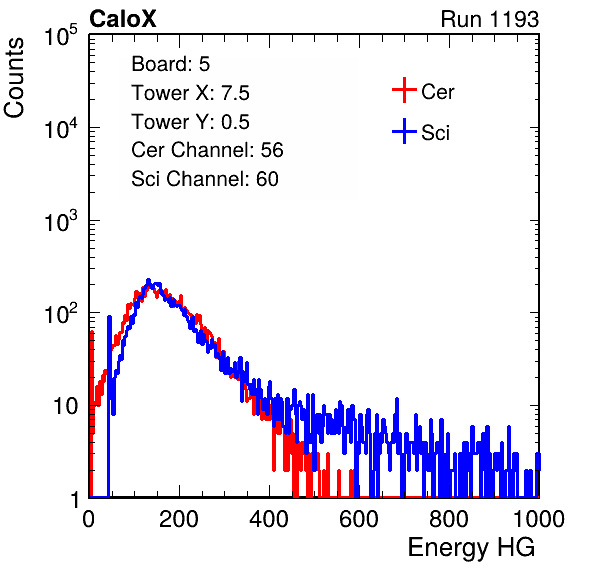 CaloX Run 1193
Counts
10^5
10^4
10^3
10^2
10
1
Board: 5
Tower X: 7.5
Tower Y: 0.5
Cer Channel: 56
Sci Channel: 60
Cer
Sci
0 200 400 600 800 1000
Energy HG